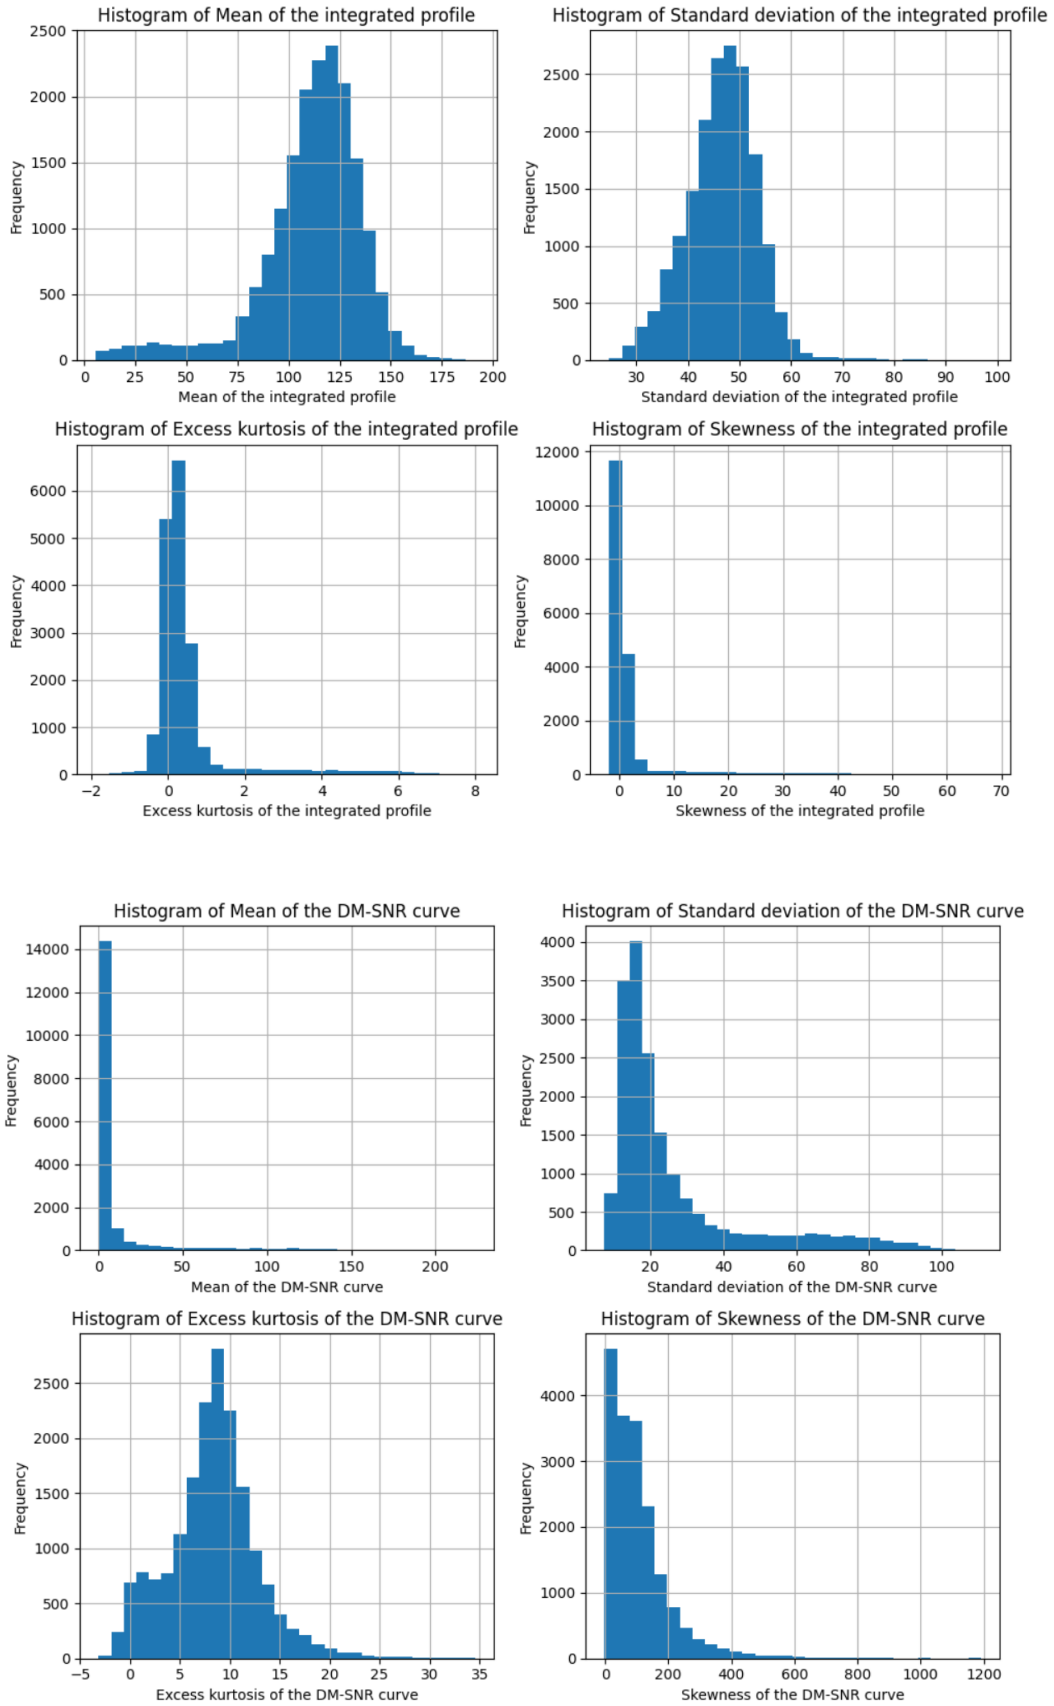 Histogram of Mean of the integrated profile
2500
2000
1500
1000
500
0
Frequency
0 25 50 75 100 125 150 175 200
Mean of the integrated profile
Histogram of Standard deviation of the integrated profile
2500
2000
1500
1000
500
0
Frequency
30 40 50 60 70 80 90 100
Standard deviation of the integrated profile
Histogram of Excess kurtosis of the integrated profile
6000
5000
4000
3000
2000
1000
0
Frequency
−2 0 2 4 6 8
Excess kurtosis of the integrated profile
Histogram of Skewness of the integrated profile
12000
10000
8000
6000
4000
2000
0
Frequency
0 10 20 30 40 50 60 70
Skewness of the integrated profile
Histogram of Mean of the DM-SNR curve
14000
12000
10000
8000
6000
4000
2000
0
Frequency
0 50 100 150 200
Mean of the DM-SNR curve
Histogram of Standard deviation of the DM-SNR curve
4000
3500
3000
2500
2000
1500
1000
500
0
Frequency
20 40 60 80 100
Standard deviation of the DM-SNR curve
Histogram of Excess kurtosis of the DM-SNR curve
2500
2000
1500
1000
500
0
Frequency
−5 0 5 10 15 20 25 30 35
Excess kurtosis of the DM-SNR curve
Histogram of Skewness of the DM-SNR curve
4000
3000
2000
1000
0
Frequency
0 200 400 600 800 1000 1200
Skewness of the DM-SNR curve